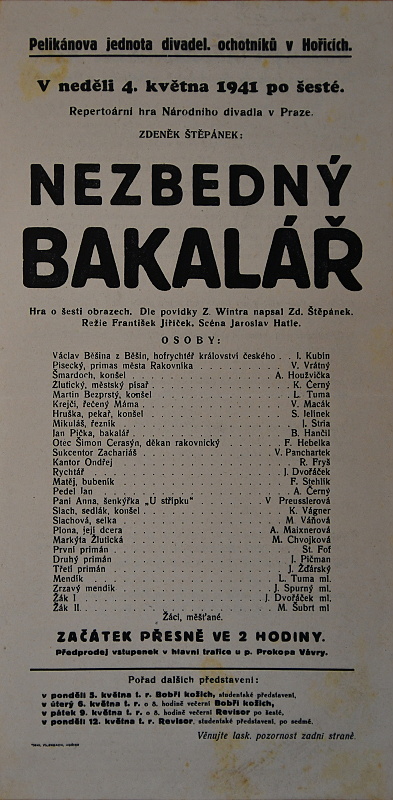 Pelikánova jednota divadel. ochotníků v Hořicích.
V neděli 4. května 1941 po šesté.
Repertoární hra Národního divadla v Praze.
ZDENĚK ŠTĚPÁNEK:
NEZBEDNÝ
BAKALÁŘ
Hra o šesti obrazech. Dle povídky Z. Wintra napsal Zd. Štěpánek.
Režie František Jiříček. Scéna Jaroslav Hatle.
OSOBY:
Václav Běšina z Běšin, hofrychtéř království českého . I. Kubin
Písecký, primas města Rakovníka . . . V. Vrátný
Šmardoch, konšel . . . A. Houžvička
Žlutický, městský písař . . . K. Černý
Martin Bezprstý, konšel . . . L. Tuma
Krejčí, řečený Máma . . . V. Macák
Hruška, pekař, konšel . . . S. Jelínek
Mikuláš, řezník . . . J. Stria
Jan Pička, bakalář . . . B. Hančil
Otec Šimon Cerasýn, děkan rakovnický . . . F. Hebelka
Sukcentor Zachariáš . . . V. Panchartek
Kantor Ondřej . . . R. Fryš
Rychtář . . . J. Dvořáček
Matěj, bubeník . . . F. Stehlík
Pedel Jan . . . A. Černý
Paní Anna, šenkýřka „U střípku“ . . . V Preusslerová
Šlach, sedlák, konšel . . . K. Vágner
Šlachová, selka . . . M. Váňová
Plona, její dcera . . . A. Maixnerová
Markýta Žlutická . . . M. Chvojková
První primán . . . St. Fof
Druhý primán . . . J. Pičman
Třetí primán . . . J. Žďárský
Mendík . . . L. Tuma ml.
Zrzavý mendík . . . J. Spurný ml.
Žák I . . . J. Dvořáček ml.
Žák II. . . . M. Šubrt ml
Žáci, měšťané.
ZAČÁTEK PŘESNĚ VE 2 HODINY.
Předprodej vstupenek v hlavní trafice u p. Prokopa Vávry.
Pořad dalších představení:
v pondělí 5. května t. r. Bobří kožich, studentské představení,
v úterý 6. května t. r. o 8. hodině večerní Bobří kožich,
v pátek 9. května t. r. o 8. hodině večerní Revisor po šesté,
v pondělí 12. května t. r. Revisor, studentské představení, po sedmé.
Věnujte lask. pozornost zadní straně.